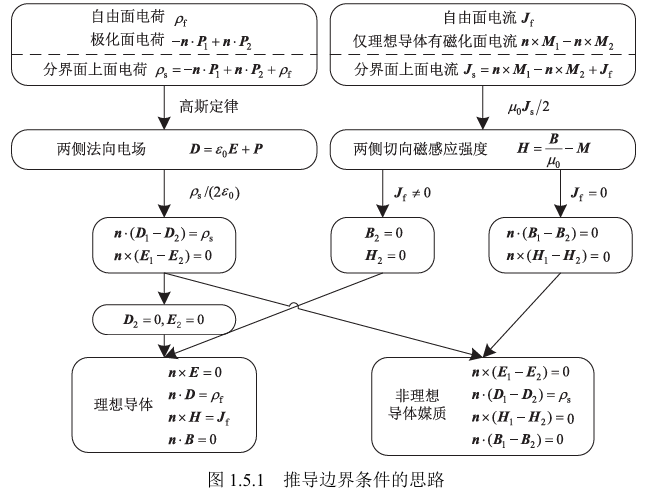 自由面电荷 ρf
极化面电荷 −n·P1+n·P2
分界面上面电荷 ρs=−n·P1+n·P2+ρf
自由面电流 Jf
仅理想导体有磁化面电流 n×M1−n×M2
分界面上面电流 Js=n×M1−n×M2+Jf
高斯定律
μ0Js/2
两侧法向电场 D=ε0E+P
两侧切向磁感应强度 H=B/μ0−M
ρs/(2ε0)
Jf≠0
Jf=0
n·(D1−D2)=ρs
n×(E1−E2)=0
B2=0
H2=0
n·(B1−B2)=0
n×(H1−H2)=0
D2=0,E2=0
理想导体
n×E=0
n·D=ρf
n×H=Jf
n·B=0
非理想
导体媒质
n×(E1−E2)=0
n·(D1−D2)=ρs
n×(H1−H2)=0
n·(B1−B2)=0
图 1.5.1 推导边界条件的思路